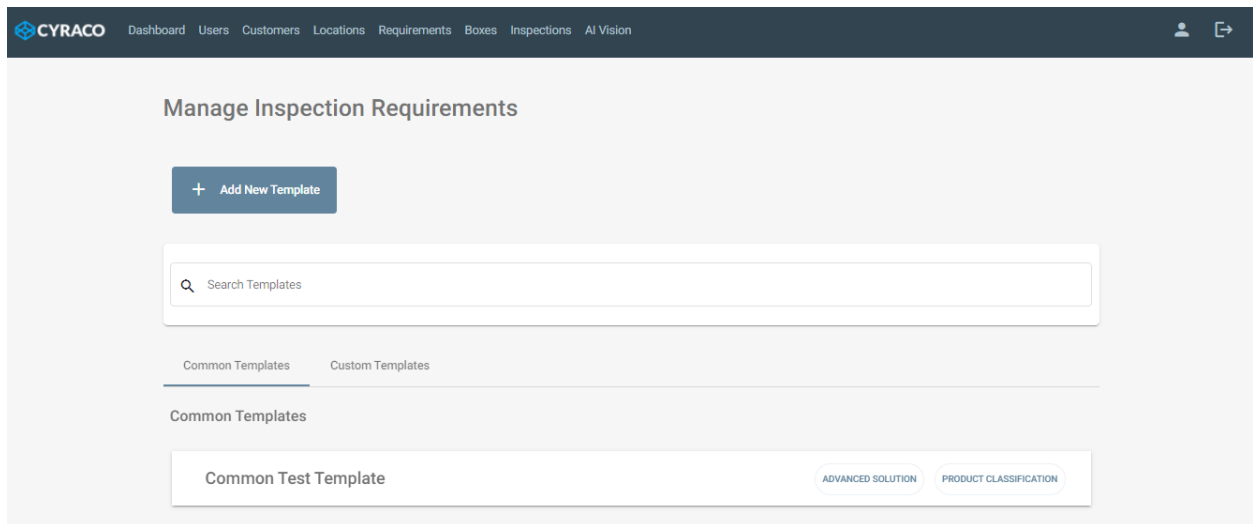 CYRACO Dashboard Users Customers Locations Requirements Boxes Inspections AI Vision
Manage Inspection Requirements
Add New Template
Search Templates
Common Templates Custom Templates
Common Templates
Common Test Template ADVANCED SOLUTION PRODUCT CLASSIFICATION